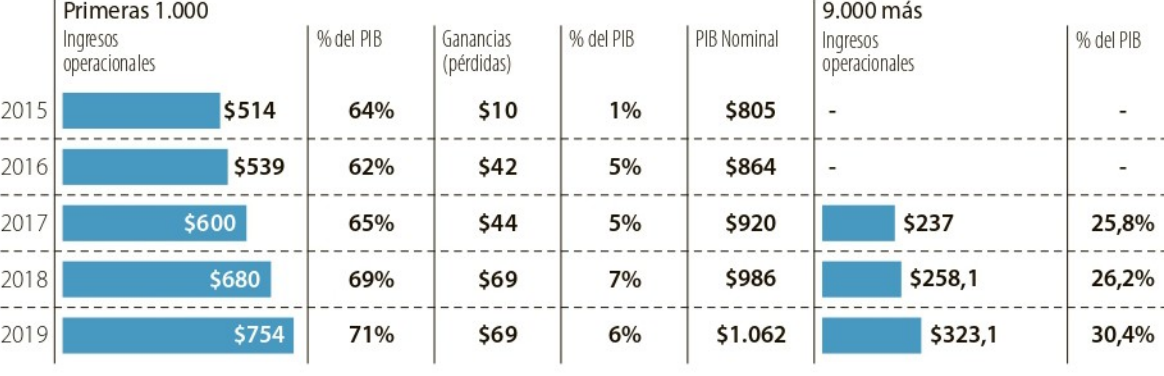 Primeras 1.000 9.000 más
Ingresos operacionales % del PIB Ganancias (pérdidas) % del PIB PIB Nominal Ingresos operacionales % del PIB
2015 $514 64% $10 1% $805 - -
2016 $539 62% $42 5% $864 - -
2017 $600 65% $44 5% $920 $237 25,8%
2018 $680 69% $69 7% $986 $258,1 26,2%
2019 $754 71% $69 6% $1.062 $323,1 30,4%